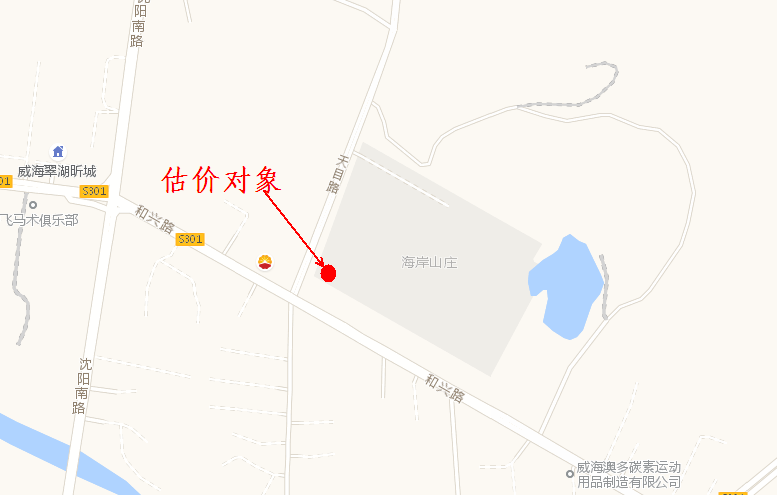 沈阳南路
威海翠湖昕城
S301
飞马术俱乐部
估价对象
天目路
和兴路
S301
海岸山庄
沈阳南路
和兴路
威海澳多碳素运动
用品制造有限公司